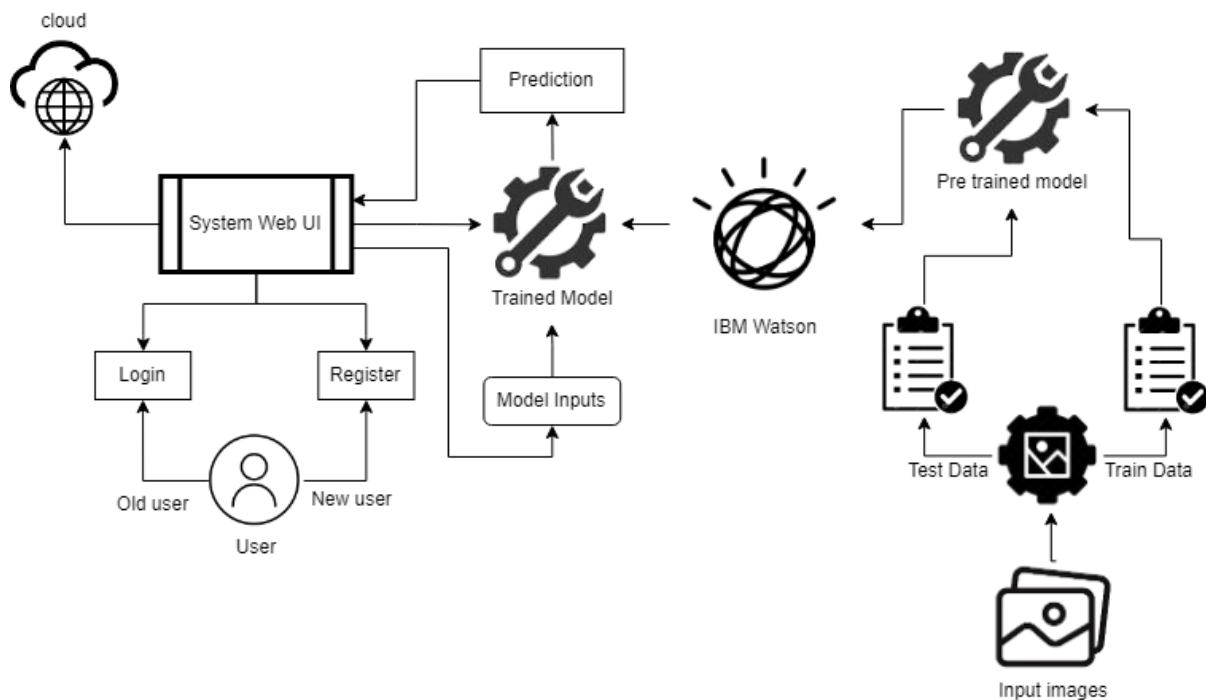 cloud
Prediction
Pre trained model
System Web UI
Trained Model
IBM Watson
Login
Register
Model Inputs
Test Data
Train Data
Old user
New user
User
Input images